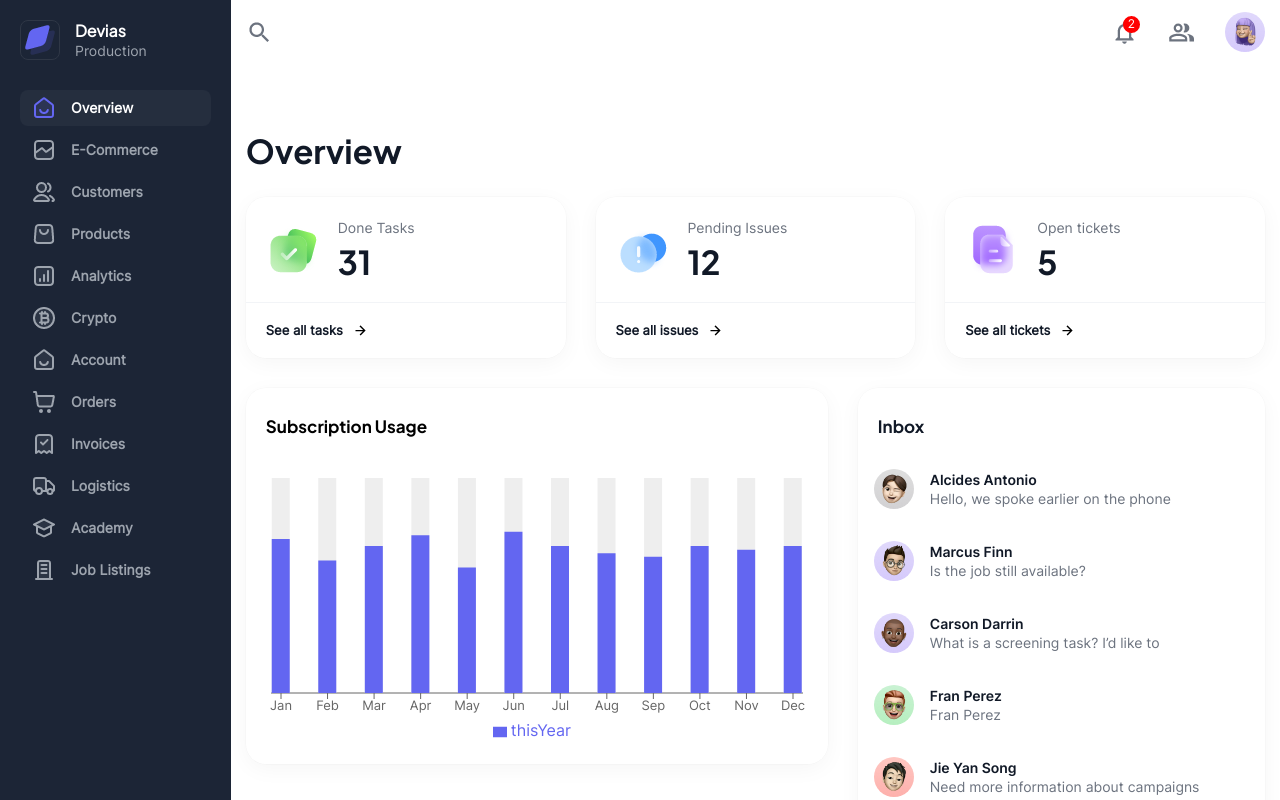 Devias
Production
Overview
E-Commerce
Customers
Products
Analytics
Crypto
Account
Orders
Invoices
Logistics
Academy
Job Listings
2
Overview
Done Tasks
31
See all tasks
Pending Issues
12
See all issues
Open tickets
5
See all tickets
Subscription Usage
Jan Feb Mar Apr May Jun Jul Aug Sep Oct Nov Dec
thisYear
Inbox
Alcides Antonio
Hello, we spoke earlier on the phone
Marcus Finn
Is the job still available?
Carson Darrin
What is a screening task? I’d like to
Fran Perez
Fran Perez
Jie Yan Song
Need more information about campaigns